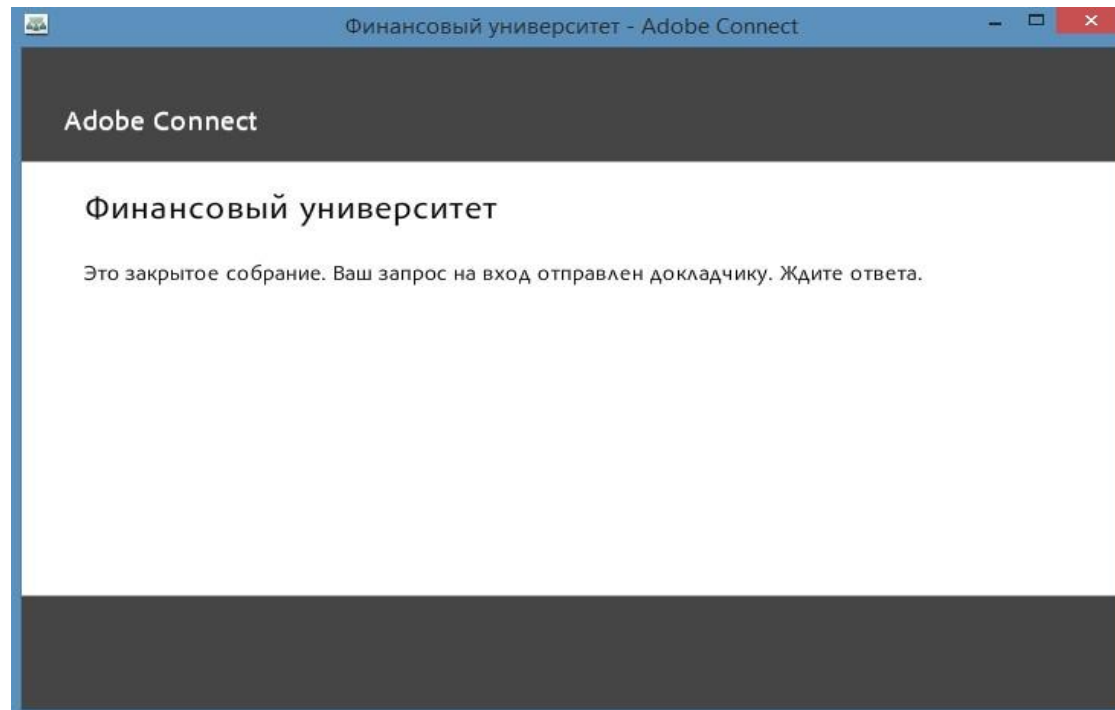 Финансовый университет - Adobe Connect
Adobe Connect
Финансовый университет
Это закрытое собрание. Ваш запрос на вход отправлен докладчику. Ждите ответа.